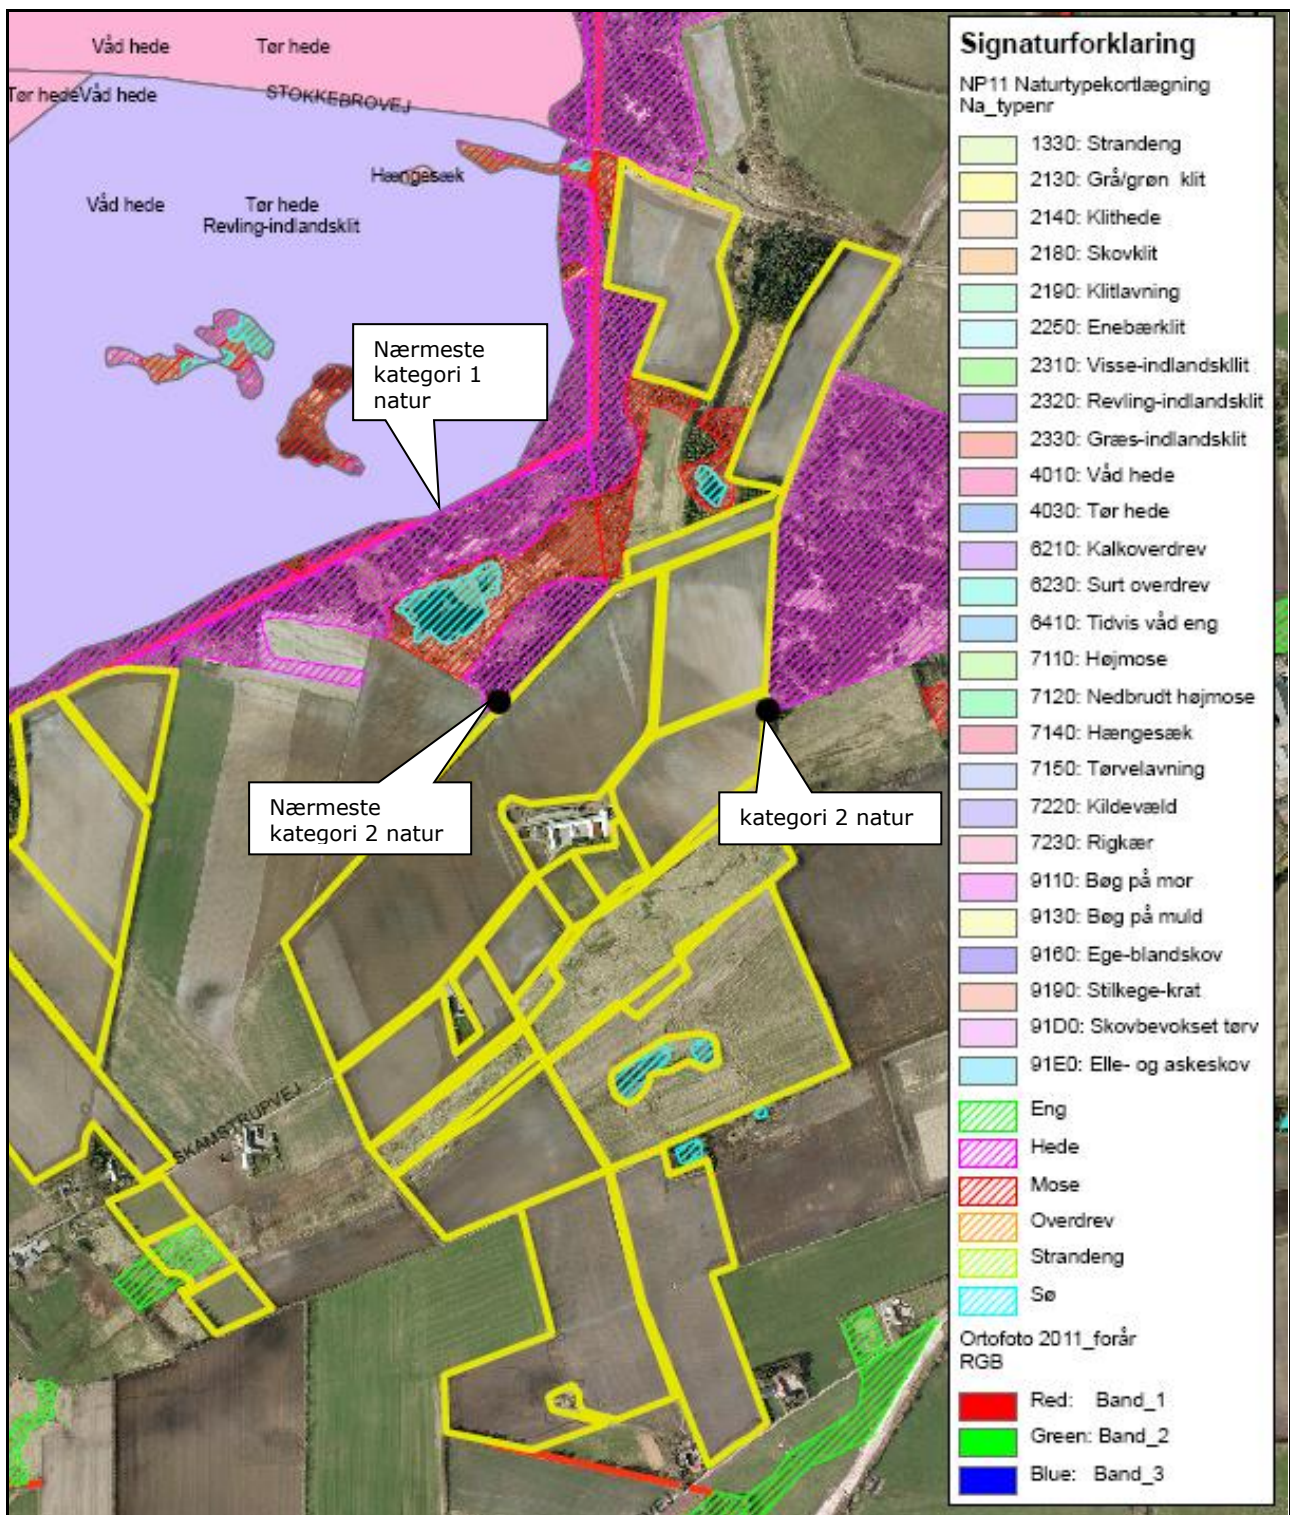 Våd hede
Tør hede
Tør hede
Våd hede
STOKKEBROVEJ
Hængesæk
Våd hede
Tør hede
Revling-indlandsklit
Nærmeste
kategori 1
natur
Nærmeste
kategori 2 natur
kategori 2 natur
SKAMSTRUPVEJ
VEJ
Signaturforklaring
NP11 Naturtypekortlægning
Na_typenr
1330: Strandeng
2130: Grå/grøn klit
2140: Klithede
2180: Skovklit
2190: Klitlavning
2250: Enebærklit
2310: Visse-indlandskllit
2320: Revling-indlandsklit
2330: Græs-indlandsklit
4010: Våd hede
4030: Tør hede
6210: Kalkoverdrev
6230: Surt overdrev
6410: Tidvis våd eng
7110: Højmose
7120: Nedbrudt højmose
7140: Hængesæk
7150: Tørvelavning
7220: Kildevæld
7230: Rigkær
9110: Bøg på mor
9130: Bøg på muld
9160: Ege-blandskov
9190: Stilkege-krat
91D0: Skovbevokset tørv
91E0: Elle- og askeskov
Eng
Hede
Mose
Overdrev
Strandeng
Sø
Ortofoto 2011_forår
RGB
Red: Band_1
Green: Band_2
Blue: Band_3